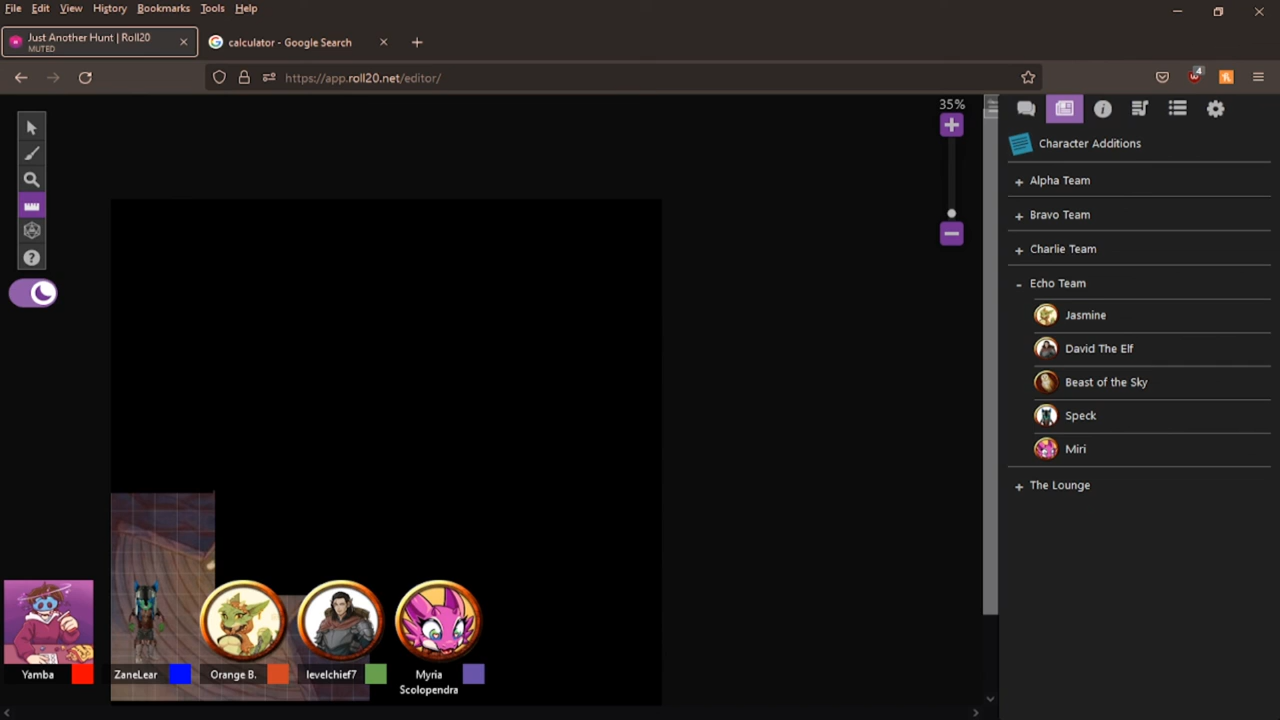 File Edit View History Bookmarks Tools Help
Just Another Hunt | Roll20
MUTED
calculator - Google Search
https://app.roll20.net/editor/
4
35%
Character Additions
Alpha Team
Bravo Team
Charlie Team
Echo Team
Jasmine
David The Elf
Beast of the Sky
Speck
Miri
The Lounge
Yamba
ZaneLear
Orange B.
levelchief7
Myria
Scolopendra